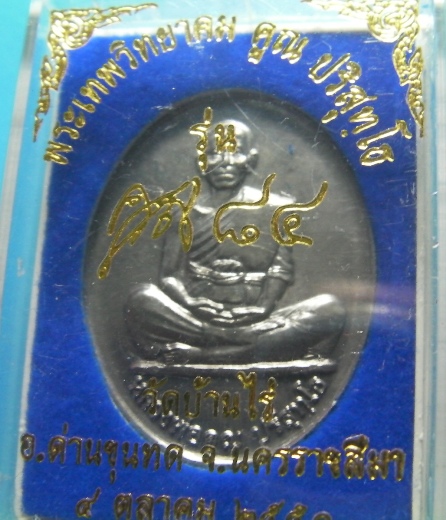 พระเทพวิทยาคม คูณ ปริสุทฺโธ
รุ่น
คูณ ๘๔
วัดบ้านไร่
อ.ด่านขุนทด จ.นครราชสีมา
๔ ตุลาคม